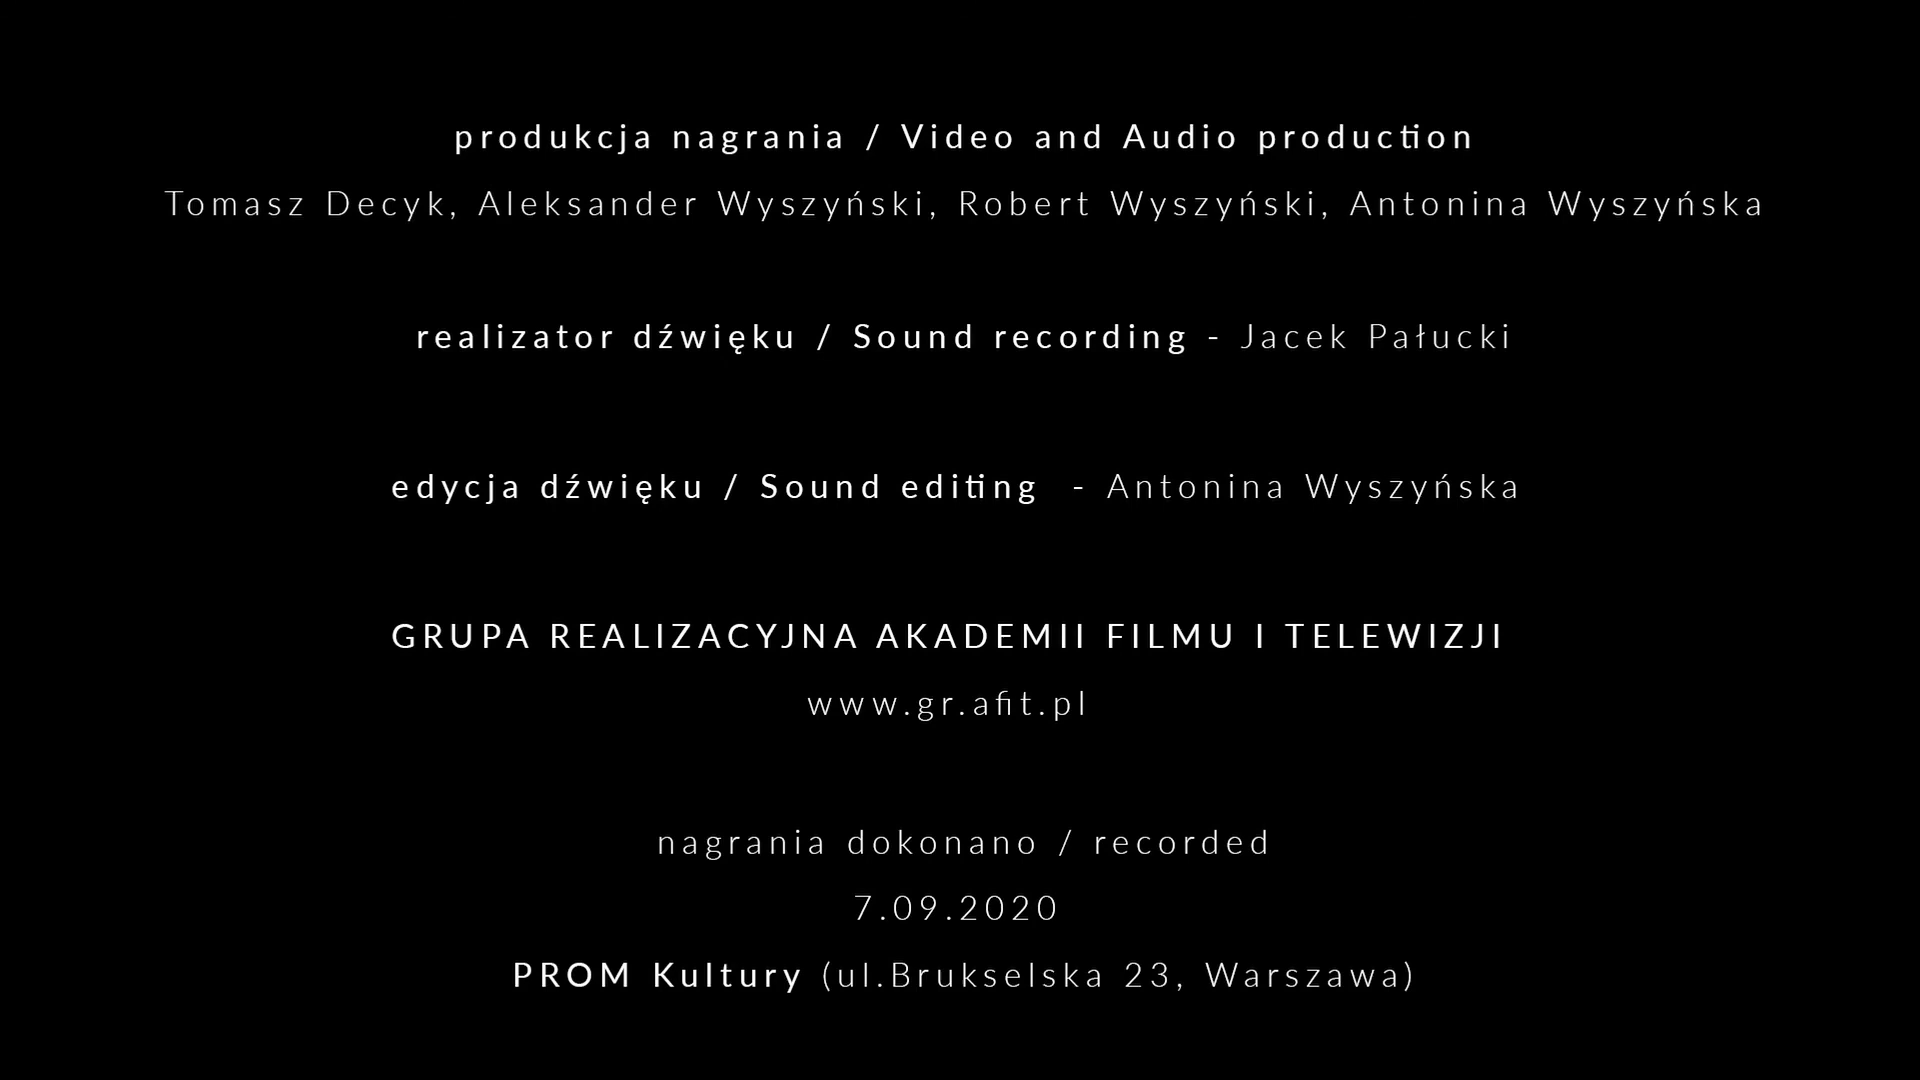 produkcja nagrania / Video and Audio production
Tomasz Decyk, Aleksander Wyszyński, Robert Wyszyński, Antonina Wyszyńska
realizator dźwięku / Sound recording - Jacek Pałucki
edycja dźwięku / Sound editing - Antonina Wyszyńska
GRUPA REALIZACYJNA AKADEMII FILMU I TELEWIZJI
www.gr.afit.pl
nagrania dokonano / recorded
7.09.2020
PROM Kultury (ul.Brukselska 23, Warszawa)